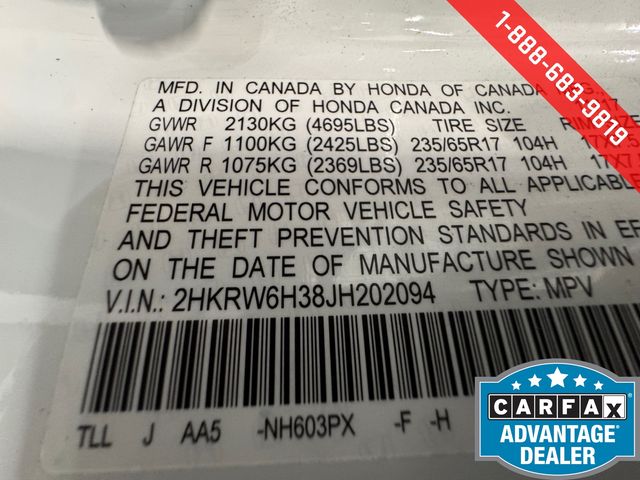 1-888-683-9819
MFD. IN CANADA BY HONDA OF CANADA
A DIVISION OF HONDA CANADA INC. 17
GVWR 2130KG (4695LBS) TIRE SIZE
GAWR F 1100KG (2425LBS) 235/65R17 104H
GAWR R 1075KG (2369LBS) 235/65R17 104H 17X7
THIS VEHICLE CONFORMS TO ALL APPLICABLE
FEDERAL MOTOR VEHICLE SAFETY
AND THEFT PREVENTION STANDARDS IN EF
ON THE DATE OF MANUFACTURE SHOWN
V.I.N.: 2HKRW6H38JH202094 TYPE: MPV
TLL J AA5 -NH603PX -F -H
CARFAX
ADVANTAGE
DEALER